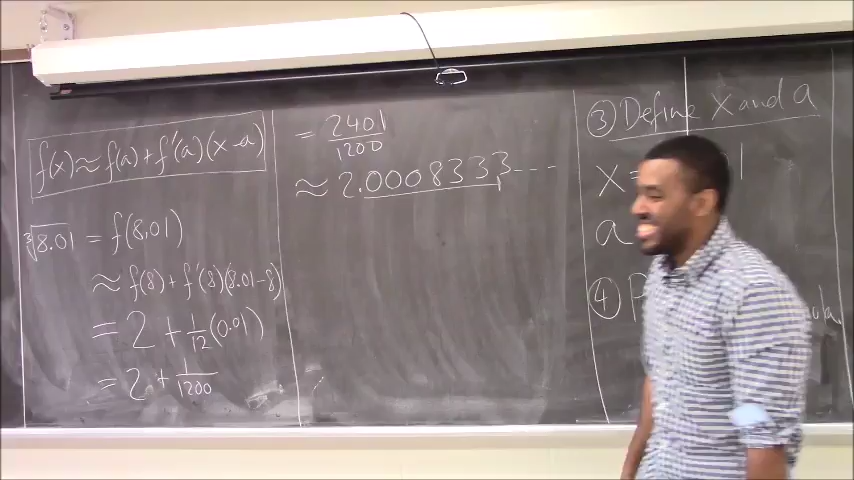 f(x) ≈ f(a) + f'(a)(x-a)
∛8.01 = f(8.01)
≈ f(8) + f'(8)(8.01-8)
= 2 + 1/12 (0.01)
= 2 + 1/1200
= 2401/1200
≈ 2.0008333---
③ Define x and a
x = 1
a
④ P